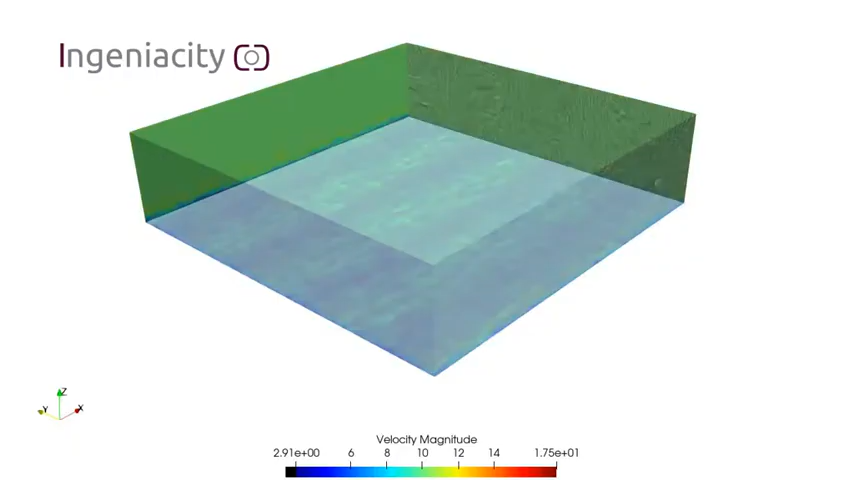 Ingeniacity
Z
Y X
Velocity Magnitude
2.91e+00 6 8 10 12 14 1.75e+01